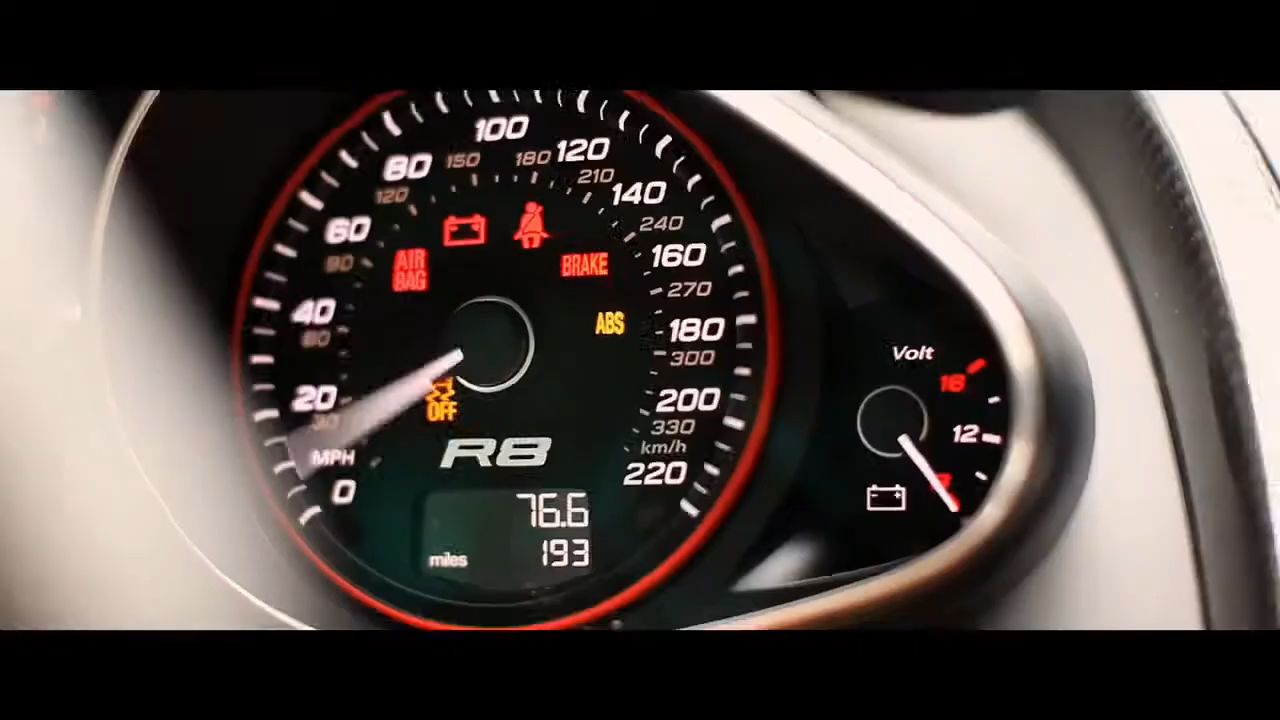 100
80 150 180 120
120 210 140
60 240
90 AIR BAG BRAKE 160
270
40 ABS 180
60 300
20 OFF 200
30 330
MPH R8 km/h
0 220
76.6
miles 193
Volt
16
12
8